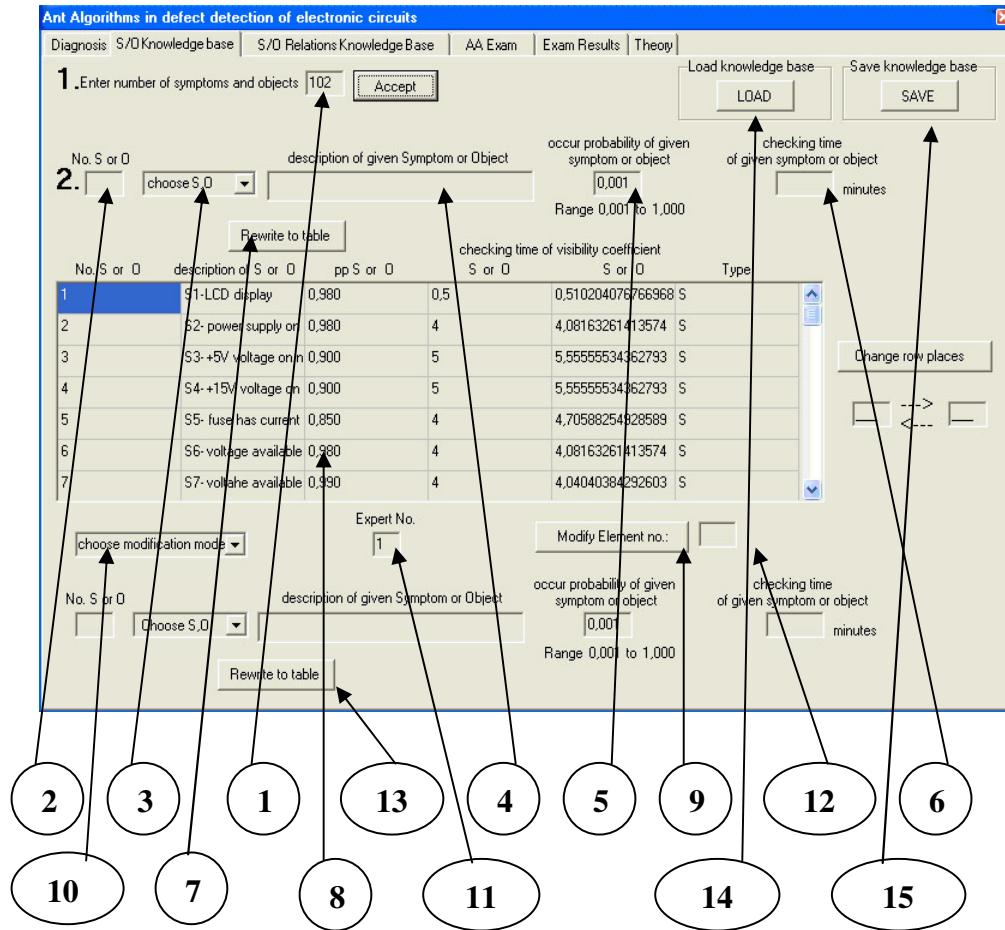 Ant Algorithms in defect detection of electronic circuits
Diagnosis S/O Knowledge base S/O Relations Knowledge Base AA Exam Exam Results Theory
Load knowledge base Save knowledge base
1. Enter number of symptoms and objects 102 Accept LOAD SAVE
No. S or O description of given Symptom or Object occur probability of given symptom or object checking time of given symptom or object
2. choose S,O 0,001 minutes
Range 0,001 to 1,000
Rewrite to table
checking time of visibility coefficient
No. S or O description of S or O pp S or O S or O S or O Type
1 S1-LCD display 0,980 0,5 0,510204076766968 S
2 S2- power supply on 0,980 4 4,08163261413574 S
3 S3- +5V voltage on n 0,900 5 5,55555534362793 S
4 S4- +15V voltage on 0,900 5 5,55555534362793 S
5 S5- fuse has current 0,850 4 4,70588254928589 S
6 S6- voltage available 0,980 4 4,08163261413574 S
7 S7- voltahe available 0,990 4 4,04040384292603 S
Change row places
---->
<----
Expert No.
choose modification mode 1 Modify Element no.:
No. S or O description of given Symptom or Object occur probability of given symptom or object checking time of given symptom or object
Choose S,O 0,001 minutes
Range 0,001 to 1,000
Rewrite to table
2 3 1 13 4 5 9 12 6
10 7 8 11 14 15